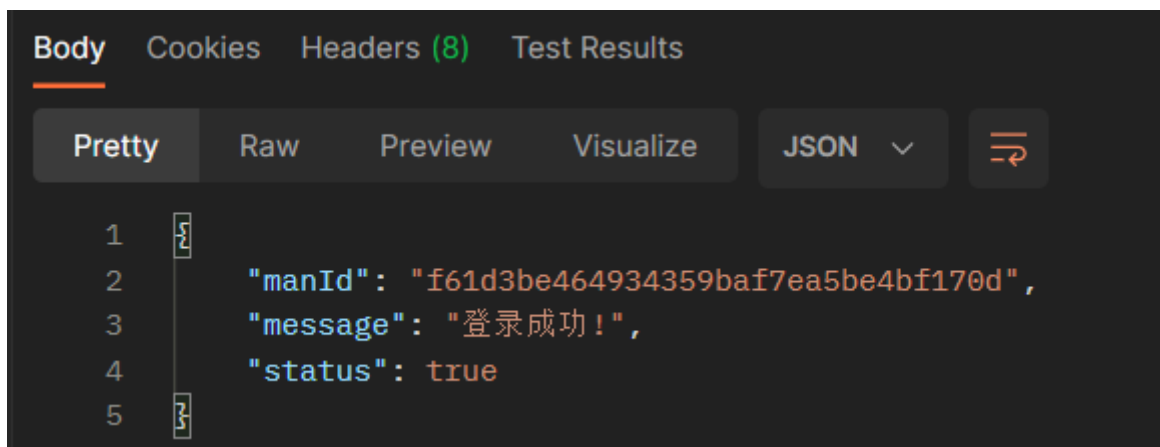 Body Cookies Headers (8) Test Results
Pretty Raw Preview Visualize JSON
1 {
2 "manId": "f61d3be464934359baf7ea5be4bf170d",
3 "message": "登录成功!",
4 "status": true
5 }